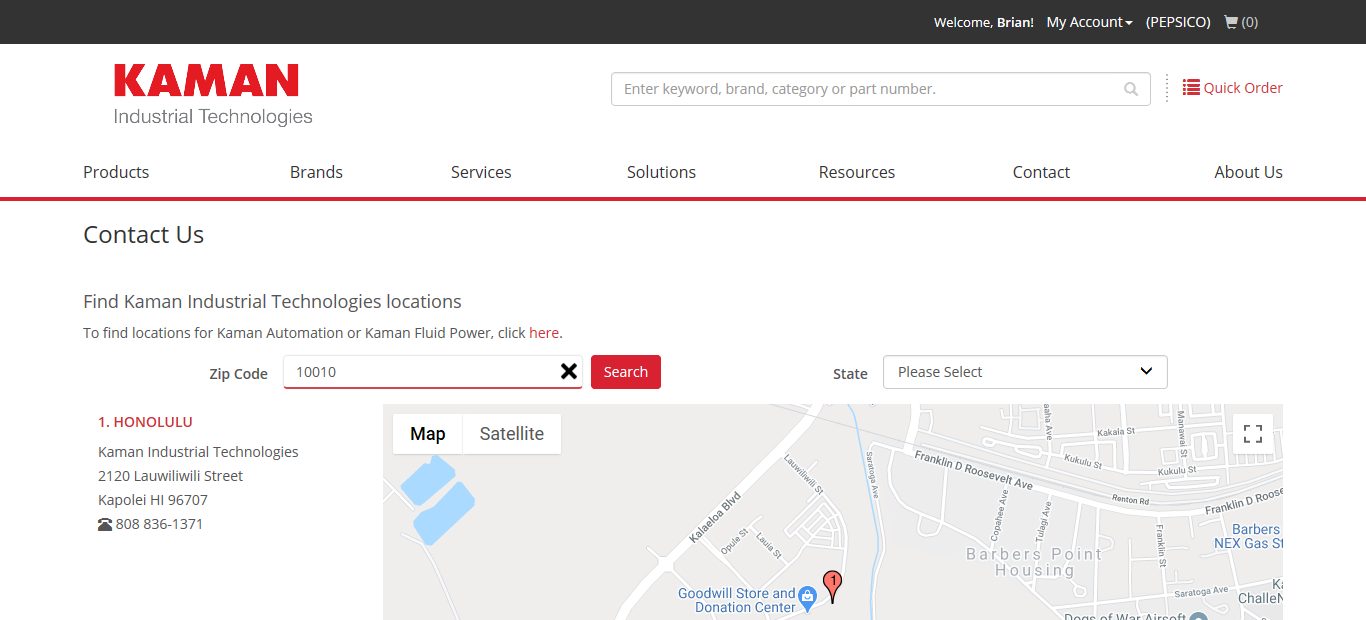 Welcome, Brian! My Account (PEPSICO) (0)
KAMAN
Industrial Technologies
Enter keyword, brand, category or part number.
Quick Order
Products Brands Services Solutions Resources Contact About Us
Contact Us
Find Kaman Industrial Technologies locations
To find locations for Kaman Automation or Kaman Fluid Power, click here.
Zip Code 10010 Search State Please Select
1. HONOLULU
Kaman Industrial Technologies
2120 Lauwiliwili Street
Kapolei HI 96707
808 836-1371
Map Satellite
Kakala St
Manawai St
Kukulu St
Kukulu St
Lauwiliwili St
Saratoga Ave
Franklin D Roosevelt Ave
Renton Rd
Franklin D
Kalaeloa Blvd
Copahee Ave
Tulagi Ave
Franklin St
Opule St
Lauia St
Barbers
NEX Gas
Barbers Point
Housing
1
Goodwill Store and
Donation Center
Saratoga Ave
Dogs of War Airsoft